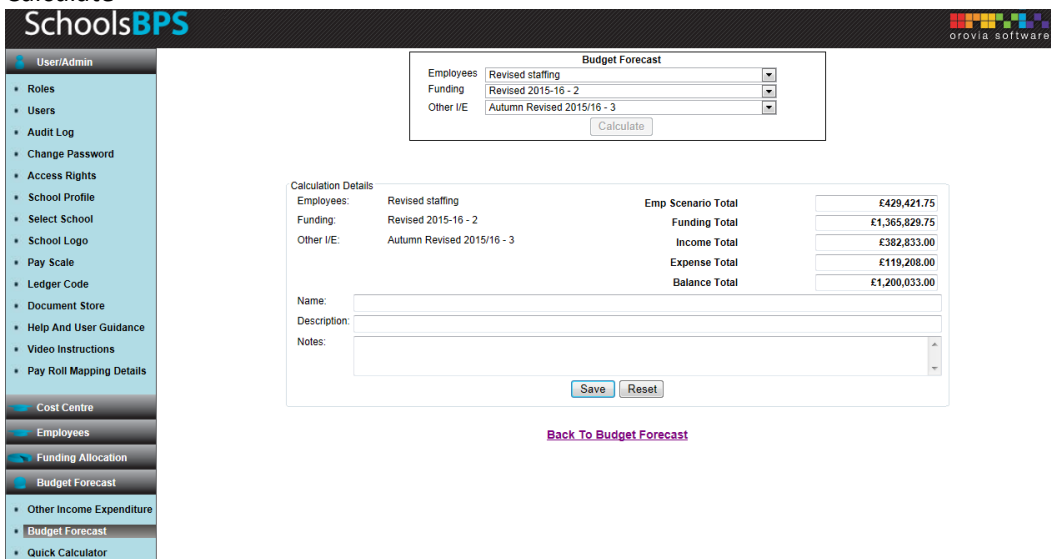 Calculate
SchoolsBPS
orovia software
User/Admin
Roles
Users
Audit Log
Change Password
Access Rights
School Profile
Select School
School Logo
Pay Scale
Ledger Code
Document Store
Help And User Guidance
Video Instructions
Pay Roll Mapping Details
Cost Centre
Employees
Funding Allocation
Budget Forecast
Other Income Expenditure
Budget Forecast
Quick Calculator
Budget Forecast
Employees Revised staffing
Funding Revised 2015-16 - 2
Other I/E Autumn Revised 2015/16 - 3
Calculate
Calculation Details
Employees: Revised staffing Emp Scenario Total £429,421.75
Funding: Revised 2015-16 - 2 Funding Total £1,365,829.75
Other I/E: Autumn Revised 2015/16 - 3 Income Total £382,833.00
Expense Total £119,208.00
Balance Total £1,200,033.00
Name:
Description:
Notes:
Save Reset
Back To Budget Forecast